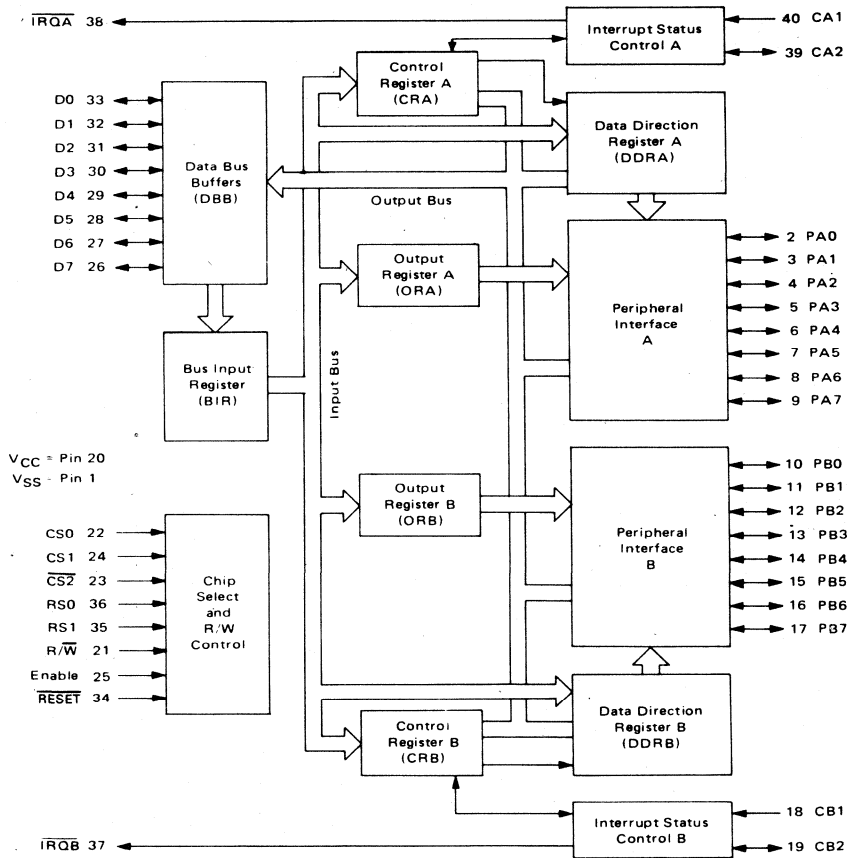 IRQA 38
Interrupt Status
Control A
40 CA1
39 CA2
Control
Register A
(CRA)
D0 33
D1 32
D2 31
D3 30
D4 29
D5 28
D6 27
D7 26
Data Bus
Buffers
(DBB)
Data Direction
Register A
(DDRA)
Output Bus
Output
Register A
(ORA)
Peripheral
Interface
A
2 PA0
3 PA1
4 PA2
5 PA3
6 PA4
7 PA5
8 PA6
9 PA7
Bus Input
Register
(BIR)
Input Bus
VCC = Pin 20
VSS - Pin 1
Output
Register B
(ORB)
Peripheral
Interface
B
10 PB0
11 PB1
12 PB2
13 PB3
14 PB4
15 PB5
16 PB6
17 PB7
CS0 22
CS1 24
CS2 23
RS0 36
RS1 35
R/W 21
Enable 25
RESET 34
Chip
Select
and
R/W
Control
Control
Register B
(CRB)
Data Direction
Register B
(DDRB)
Interrupt Status
Control B
18 CB1
19 CB2
IRQB 37